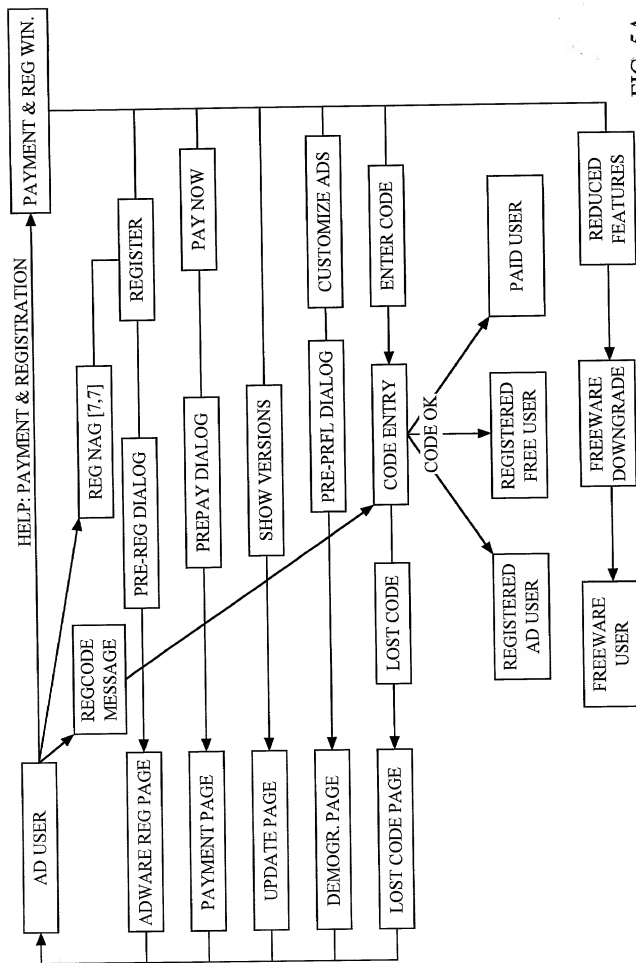 AD USER
HELP: PAYMENT & REGISTRATION
PAYMENT & REG WIN.
REG NAG [7,7]
REGCODE
MESSAGE
ADWARE REG PAGE
PRE-REG DIALOG
REGISTER
PAYMENT PAGE
PREPAY DIALOG
PAY NOW
UPDATE PAGE
SHOW VERSIONS
DEMOGR. PAGE
PRE-PRFL DIALOG
CUSTOMIZE ADS
LOST CODE PAGE
LOST CODE
CODE ENTRY
ENTER CODE
CODE OK
REGISTERED
AD USER
REGISTERED
FREE USER
PAID USER
FREEWARE
USER
FREEWARE
DOWNGRADE
REDUCED
FEATURES
FIG. 5A